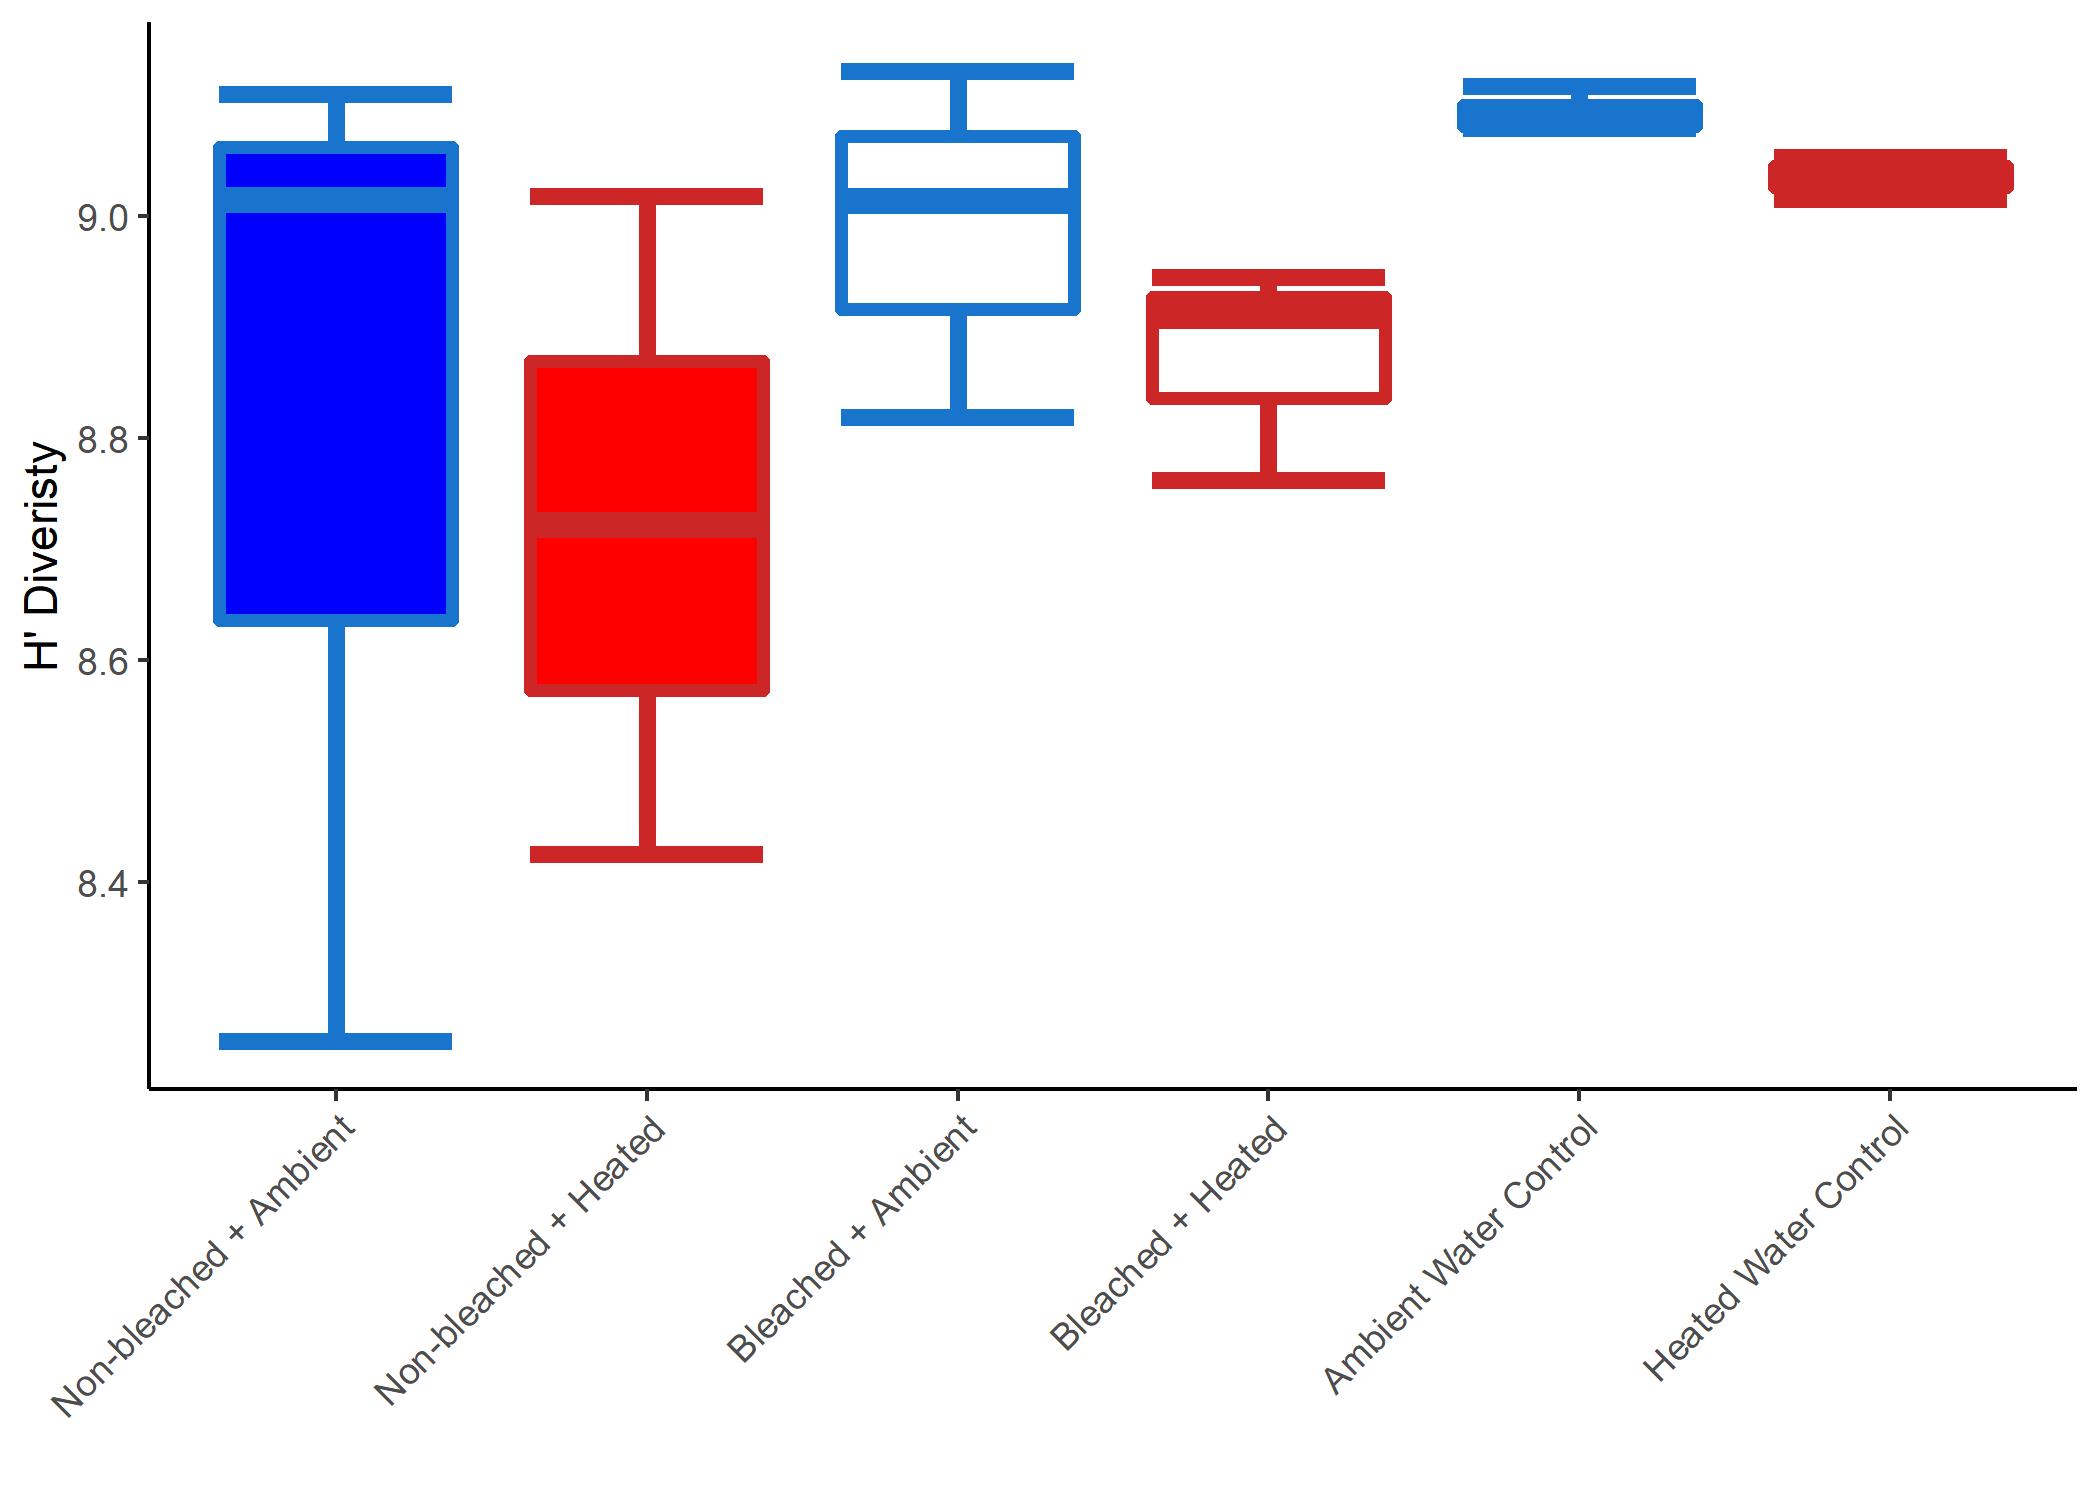 H' Diveristy
9.0
8.8
8.6
8.4
Non-bleached + Ambient
Non-bleached + Heated
Bleached + Ambient
Bleached + Heated
Ambient Water Control
Heated Water Control